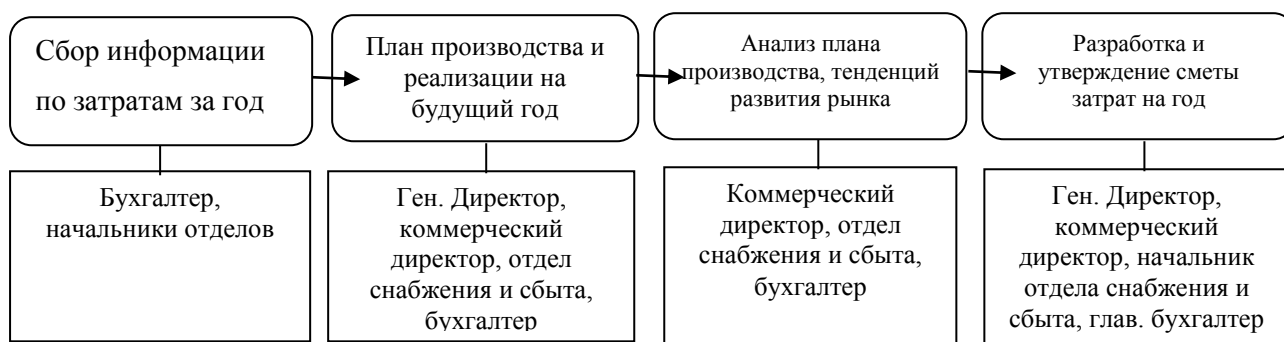 Сбор информации
по затратам за год
План производства и
реализации на
будущий год
Анализ плана
производства, тенденций
развития рынка
Разработка и
утверждение сметы
затрат на год
Бухгалтер,
начальники отделов
Ген. Директор,
коммерческий
директор, отдел
снабжения и сбыта,
бухгалтер
Коммерческий
директор, отдел
снабжения и сбыта,
бухгалтер
Ген. Директор,
коммерческий
директор, начальник
отдела снабжения и
сбыта, глав. бухгалтер